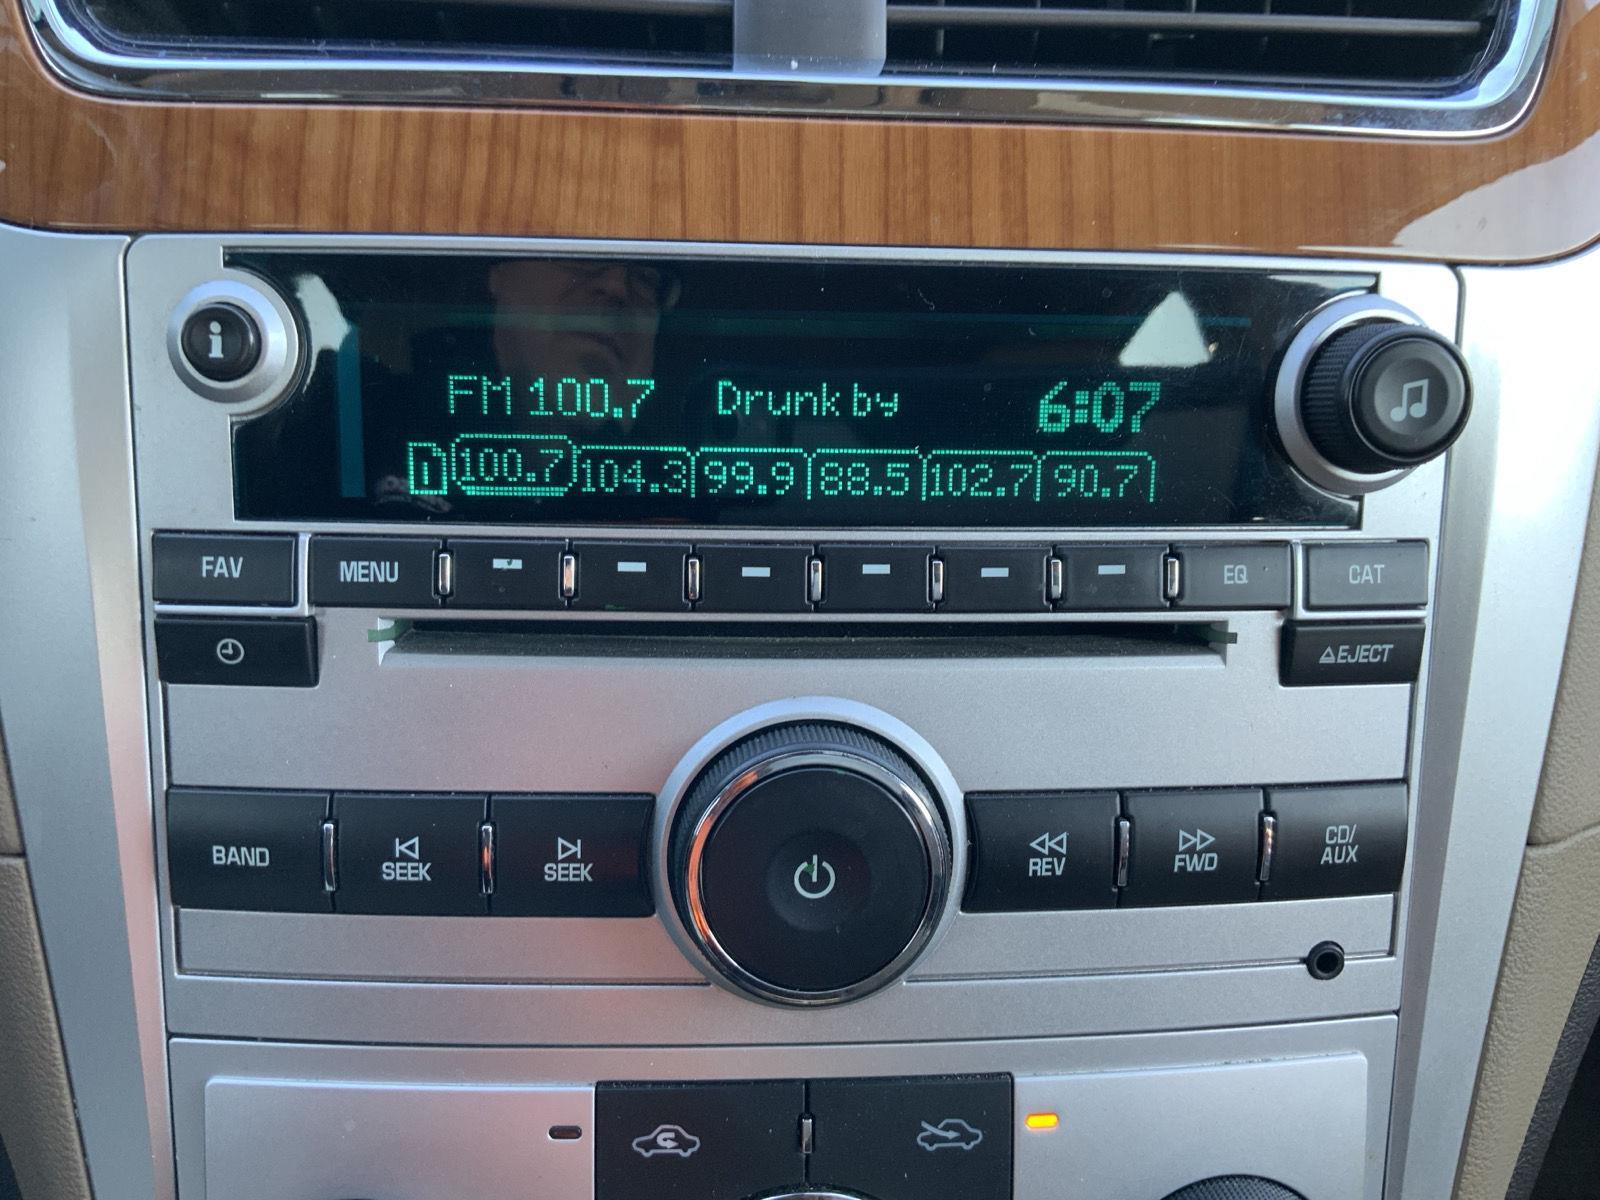 i
FM 100.7 Drunk by 6:07
100.7 104.3 99.9 88.5 102.7 90.7
FAV MENU EQ CAT
EJECT
BAND SEEK SEEK REV FWD CD/
AUX